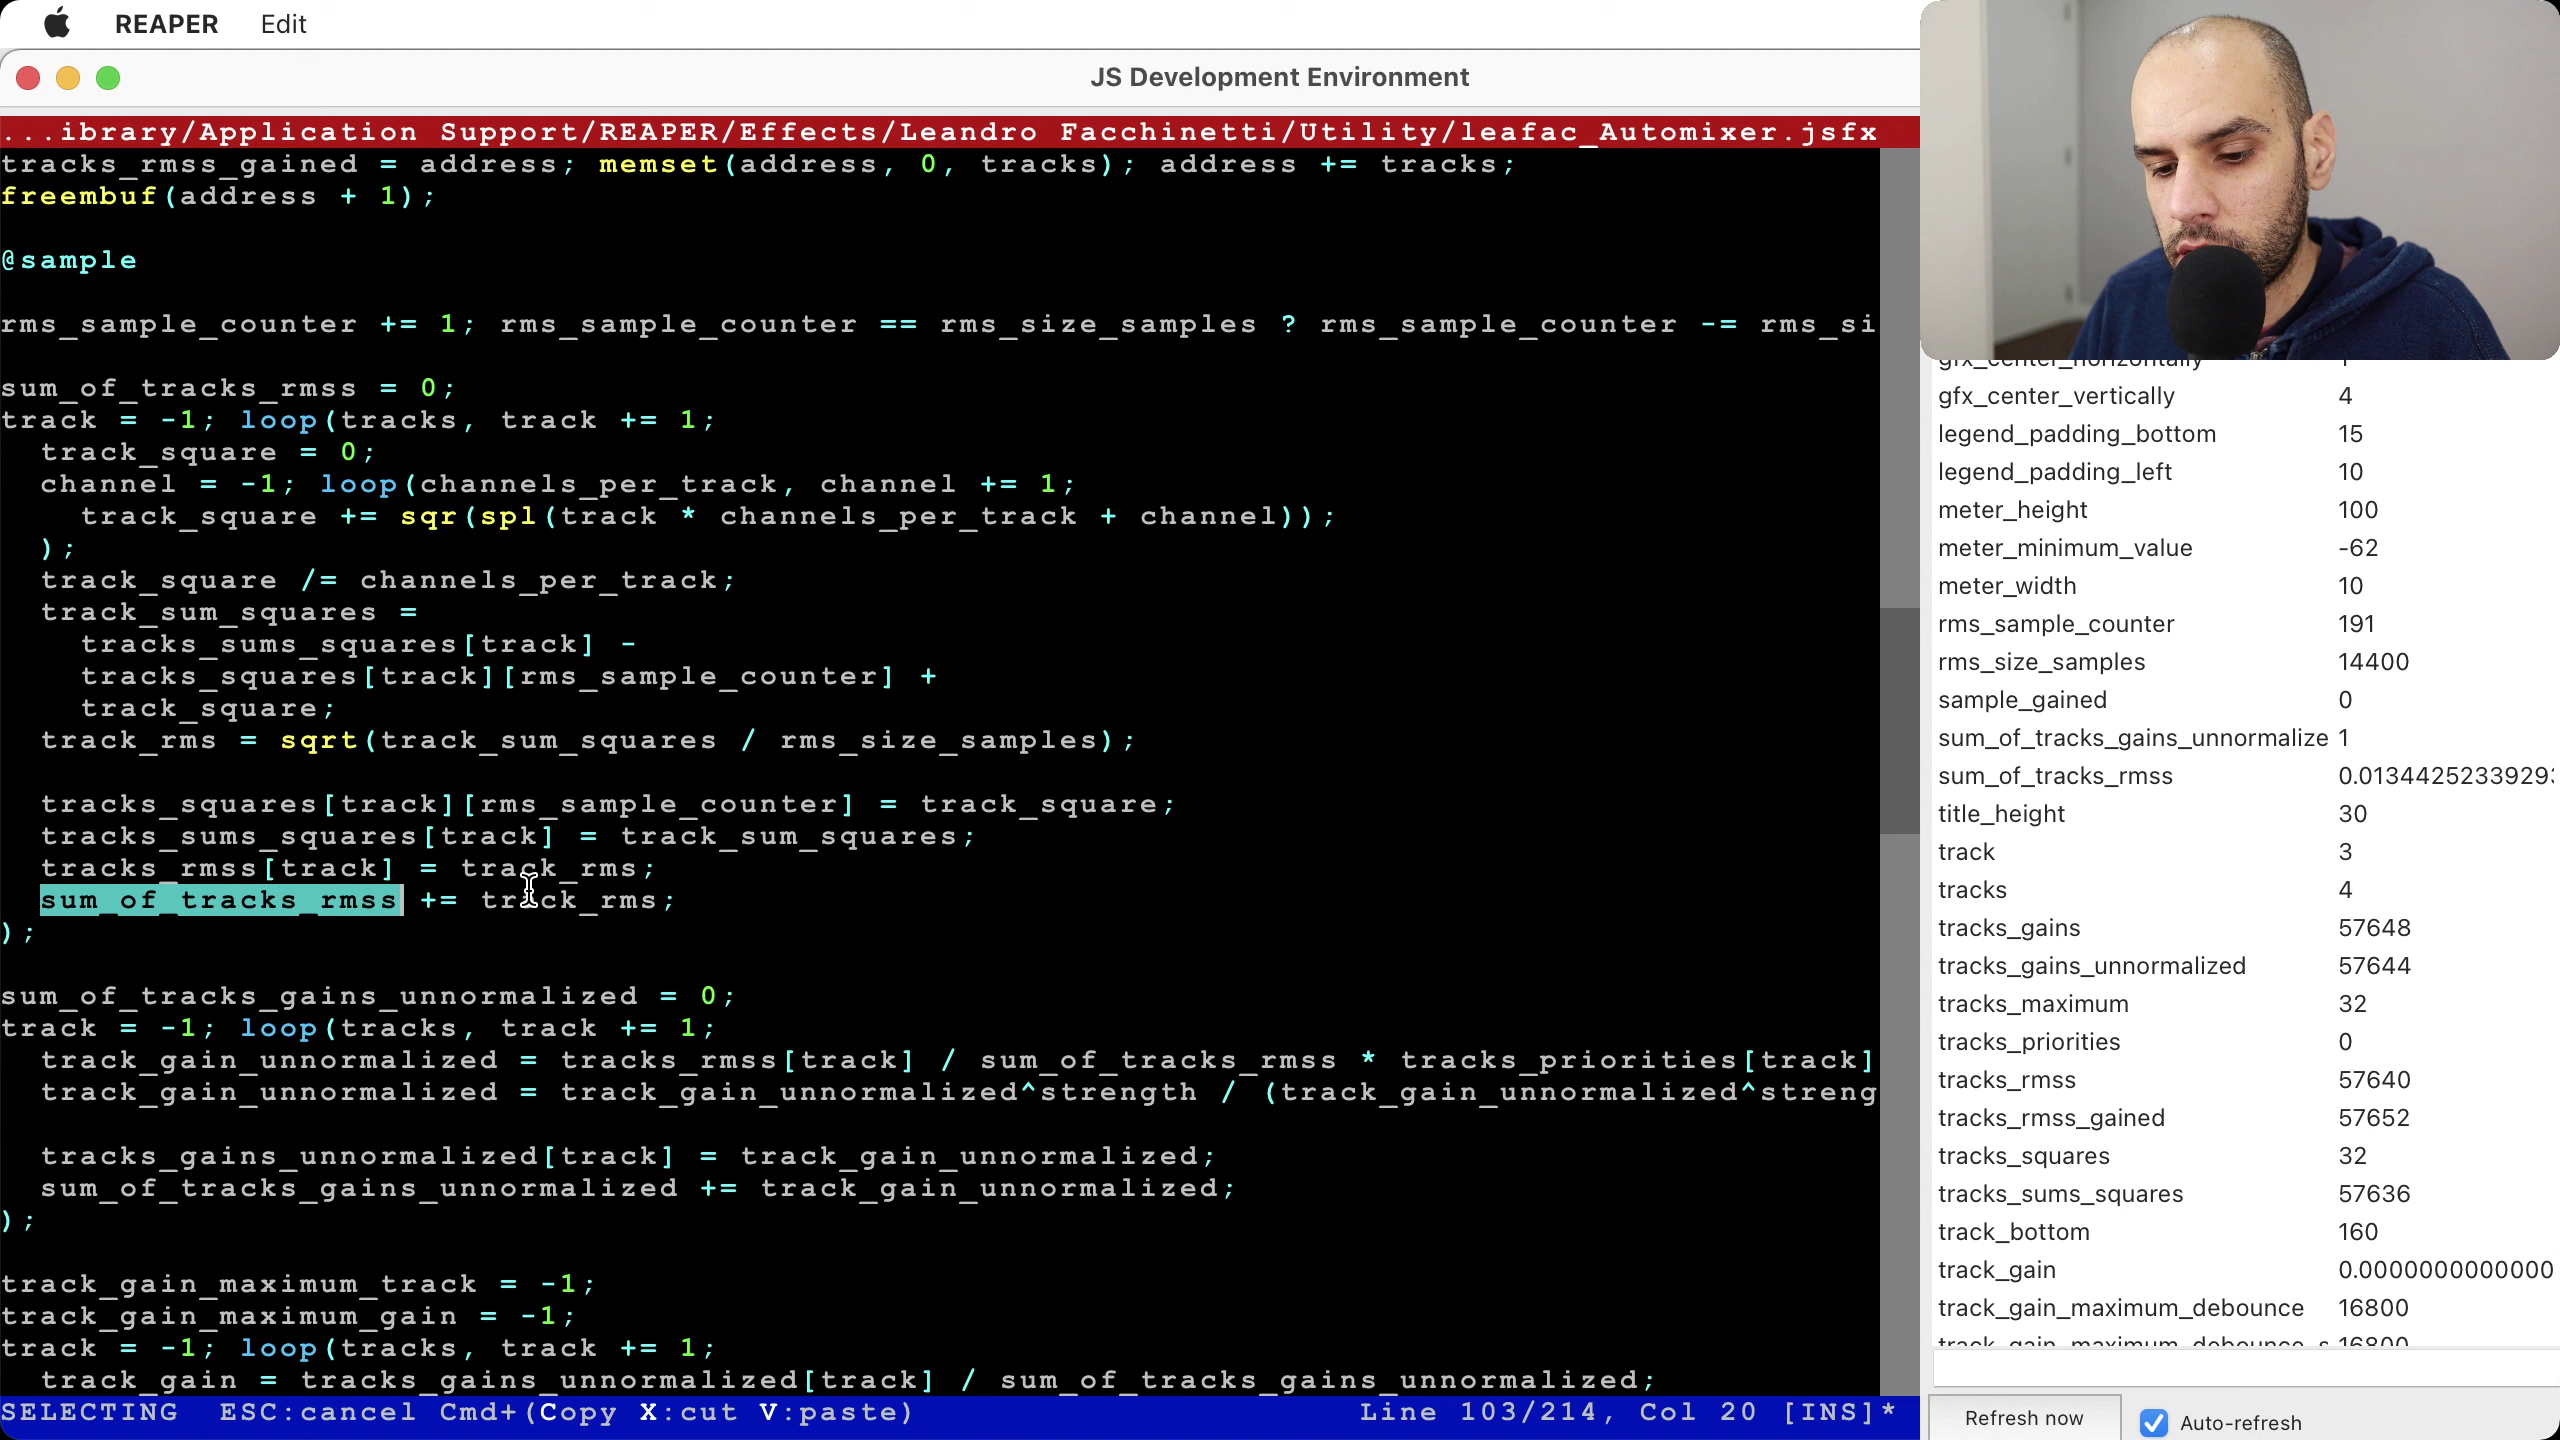 REAPER Edit
JS Development Environment
...ibrary/Application Support/REAPER/Effects/Leandro Facchinetti/Utility/leafac_Automixer.jsfx
tracks_rmss_gained = address; memset(address, 0, tracks); address += tracks;
freembuf(address + 1);
@sample
rms_sample_counter += 1; rms_sample_counter == rms_size_samples ? rms_sample_counter -= rms_si
sum_of_tracks_rmss = 0;
track = -1; loop(tracks, track += 1;
track_square = 0;
channel = -1; loop(channels_per_track, channel += 1;
track_square += sqr(spl(track * channels_per_track + channel));
);
track_square /= channels_per_track;
track_sum_squares =
tracks_sums_squares[track] -
tracks_squares[track][rms_sample_counter] +
track_square;
track_rms = sqrt(track_sum_squares / rms_size_samples);
tracks_squares[track][rms_sample_counter] = track_square;
tracks_sums_squares[track] = track_sum_squares;
tracks_rmss[track] = track_rms;
sum_of_tracks_rmss += track_rms;
);
sum_of_tracks_gains_unnormalized = 0;
track = -1; loop(tracks, track += 1;
track_gain_unnormalized = tracks_rmss[track] / sum_of_tracks_rmss * tracks_priorities[track]
track_gain_unnormalized = track_gain_unnormalized^strength / (track_gain_unnormalized^streng
tracks_gains_unnormalized[track] = track_gain_unnormalized;
sum_of_tracks_gains_unnormalized += track_gain_unnormalized;
);
track_gain_maximum_track = -1;
track_gain_maximum_gain = -1;
track = -1; loop(tracks, track += 1;
track_gain = tracks_gains_unnormalized[track] / sum_of_tracks_gains_unnormalized;
SELECTING ESC:cancel Cmd+(Copy X:cut V:paste) Line 103/214, Col 20 [INS]*
gfx_center_horizontally
gfx_center_vertically 4
legend_padding_bottom 15
legend_padding_left 10
meter_height 100
meter_minimum_value -62
meter_width 10
rms_sample_counter 191
rms_size_samples 14400
sample_gained 0
sum_of_tracks_gains_unnormalize 1
sum_of_tracks_rmss 0.01344252339293
title_height 30
track 3
tracks 4
tracks_gains 57648
tracks_gains_unnormalized 57644
tracks_maximum 32
tracks_priorities 0
tracks_rmss 57640
tracks_rmss_gained 57652
tracks_squares 32
tracks_sums_squares 57636
track_bottom 160
track_gain 0.0000000000000
track_gain_maximum_debounce 16800
track_gain_maximum_debounce_s 16800
Refresh now Auto-refresh